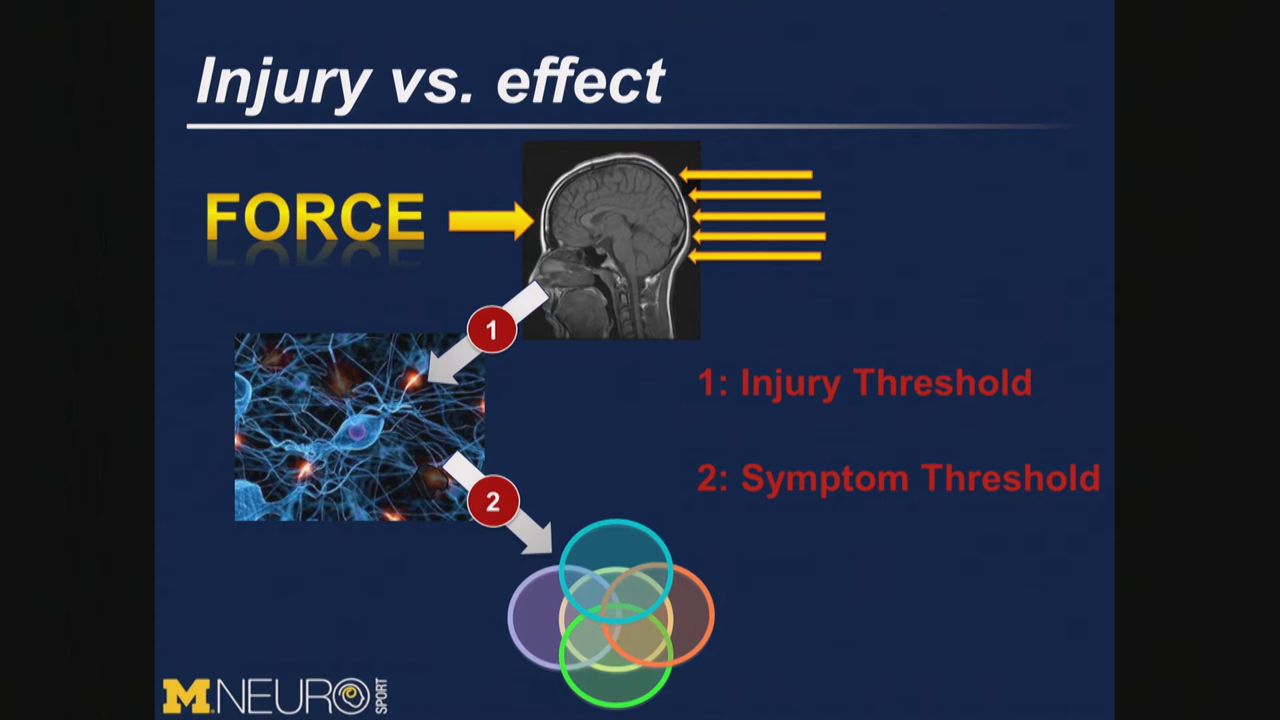 Injury vs. effect
FORCE
1
1: Injury Threshold
2: Symptom Threshold
2
M NEURO SPORT